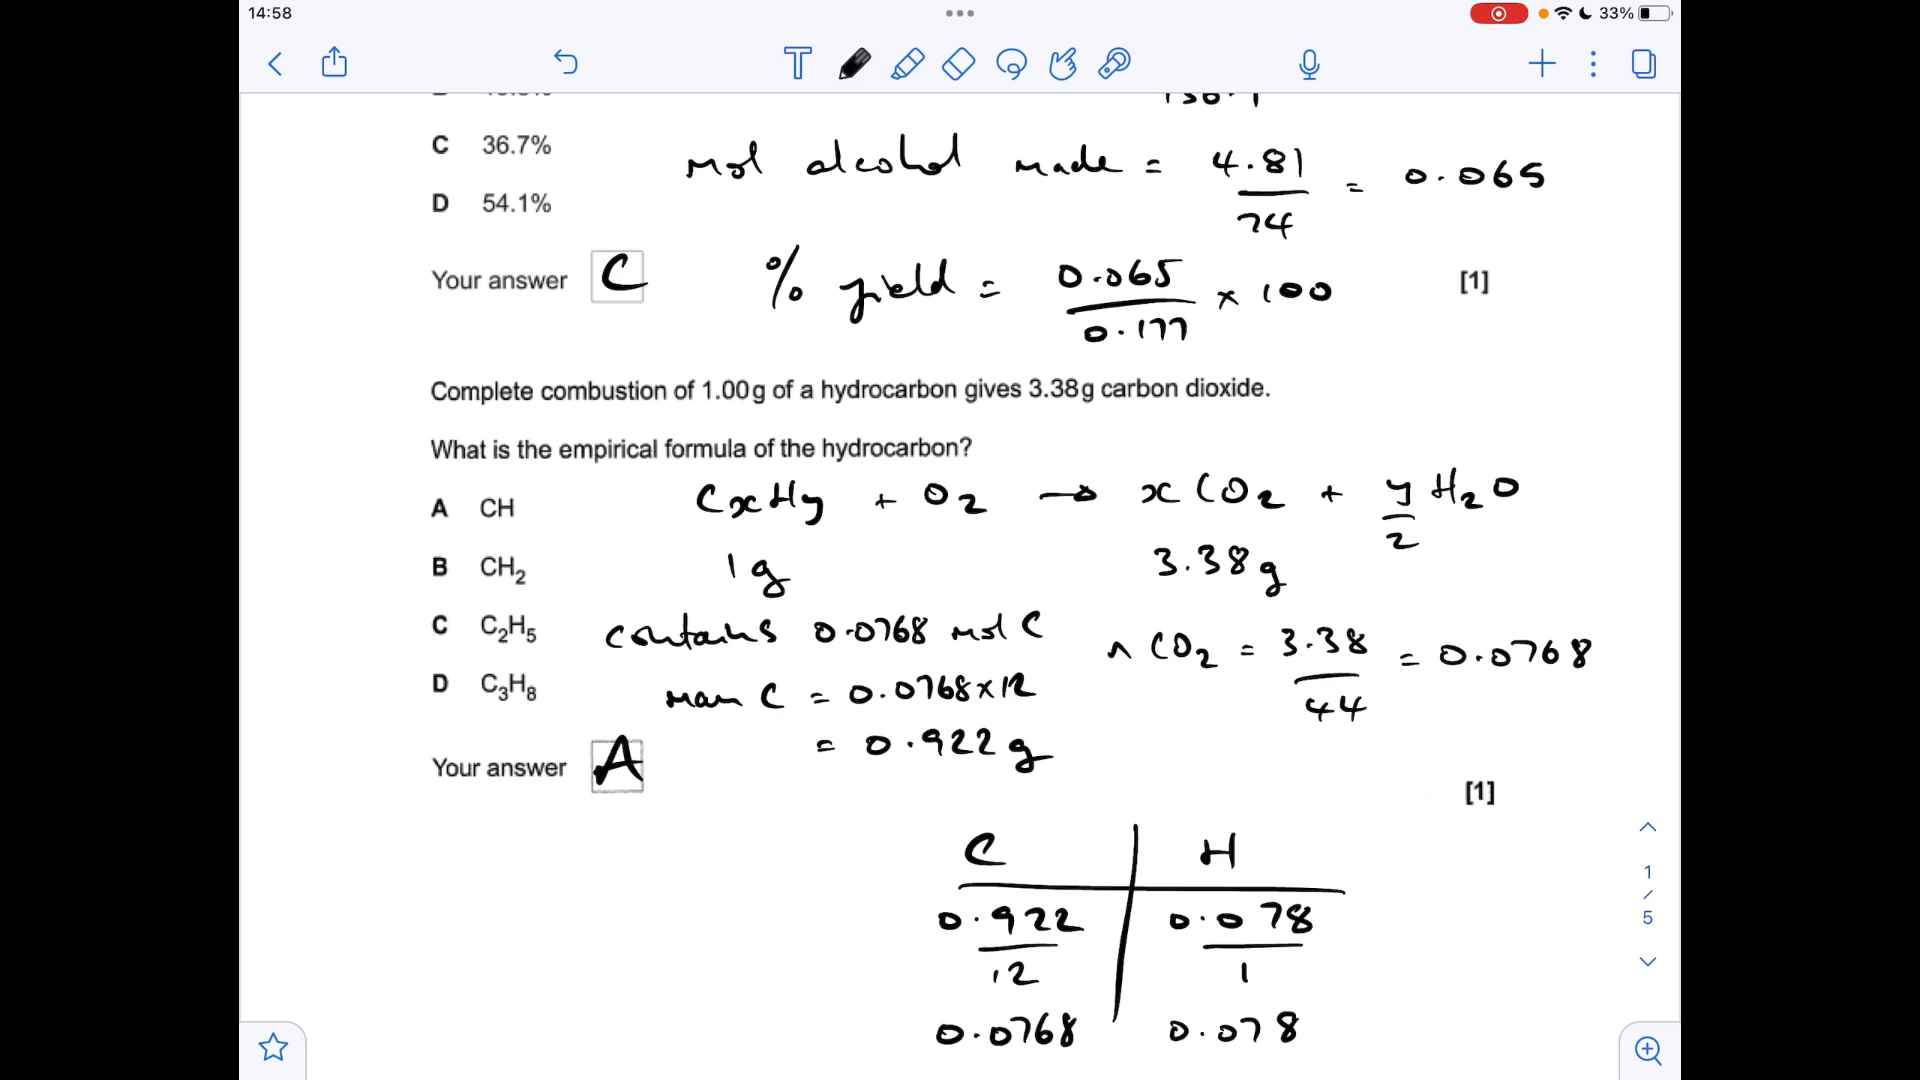 14:58
33%
T
C 36.7%
mol alcohol made = 4.81 / 74 = 0.065
D 54.1%
Your answer C
% yield = 0.065 / 0.177 × 100
[1]
Complete combustion of 1.00 g of a hydrocarbon gives 3.38 g carbon dioxide.
What is the empirical formula of the hydrocarbon?
A CH
CxHy + O2 → xCO2 + y/2 H2O
B CH2
1g
3.38g
C C2H5
contains 0.0768 mol C
n CO2 = 3.38 / 44 = 0.0768
D C3H8
mass C = 0.0768×12
= 0.922g
Your answer A
[1]
C | H
0.922 / 12 | 0.078 / 1
0.0768 0.078
1
/
5